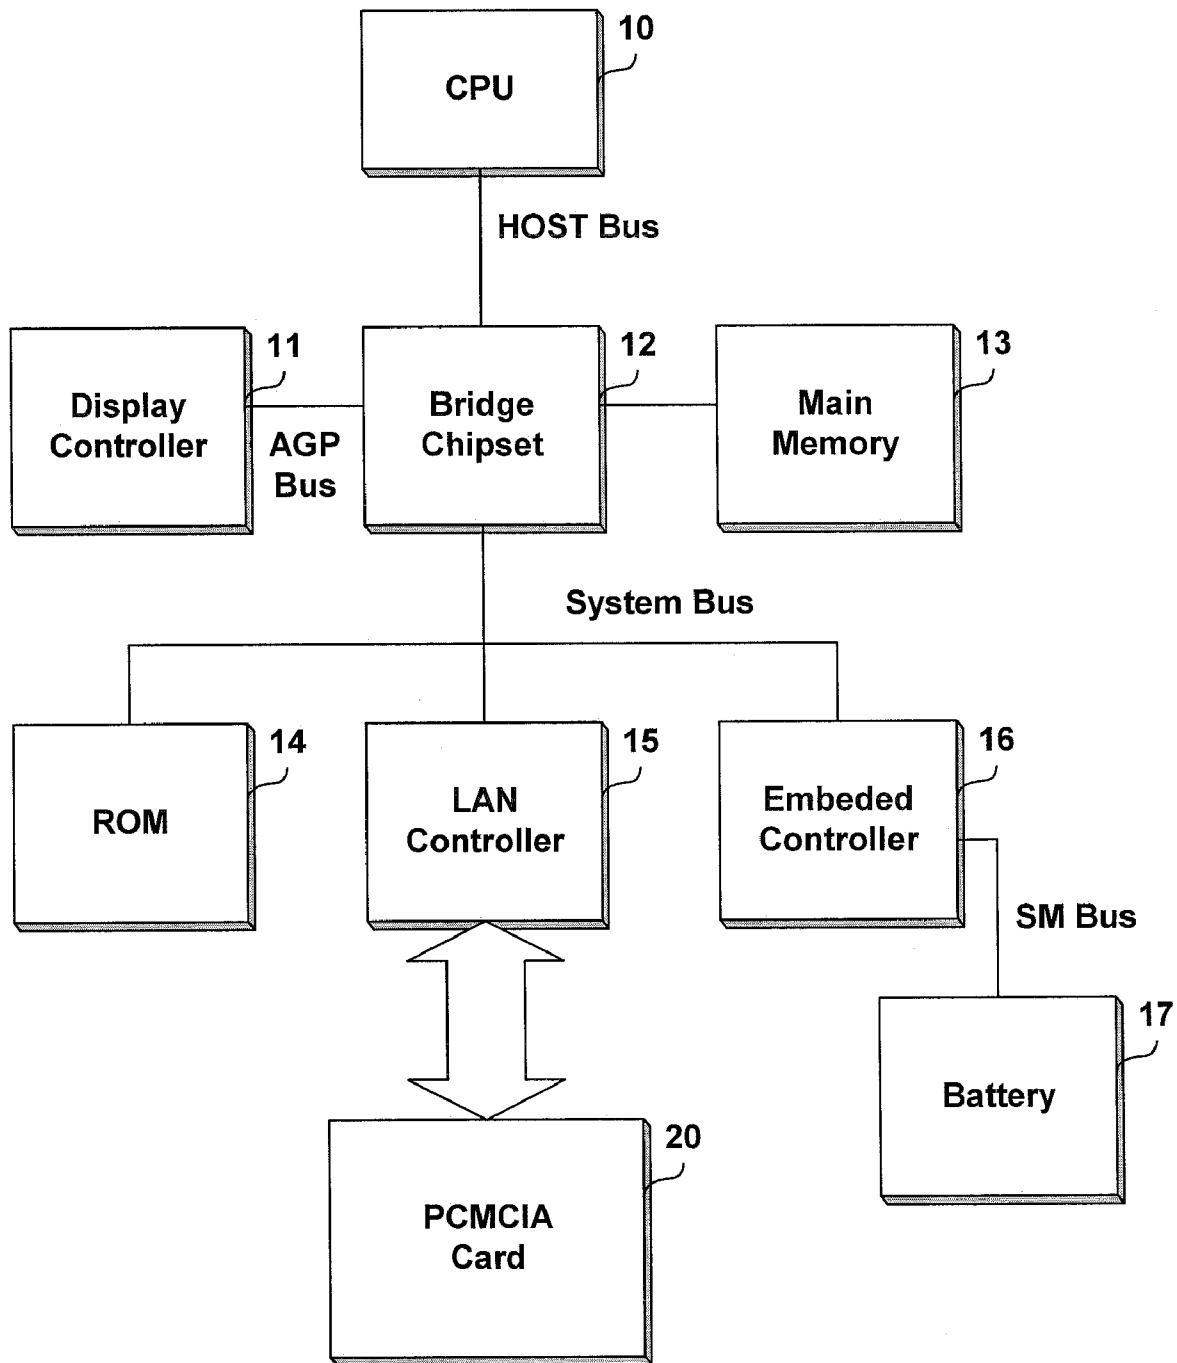 10
CPU
HOST Bus
11
12
13
Display
Controller
Bridge
Chipset
Main
Memory
AGP
Bus
System Bus
14
15
16
ROM
LAN
Controller
Embeded
Controller
SM Bus
17
Battery
20
PCMCIA
Card